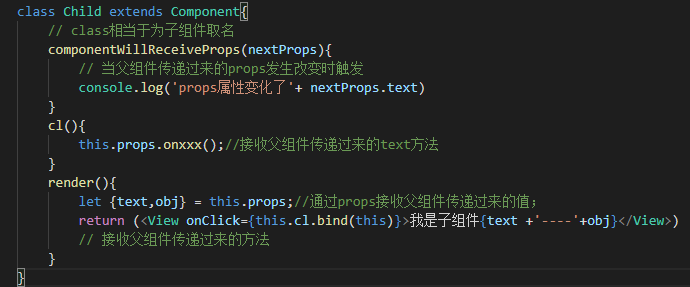 class Child extends Component{
// class相当于为子组件取名
componentWillReceiveProps(nextProps){
// 当父组件传递过来的props发生改变时触发
console.log('props属性变化了'+ nextProps.text)
}
cl(){
this.props.onxxx();//接收父组件传递过来的text方法
}
render(){
let {text,obj} = this.props;//通过props接收父组件传递过来的值;
return (<View onClick={this.cl.bind(this)}>我是子组件{text +'----'+obj}</View>)
// 接收父组件传递过来的方法
}
}